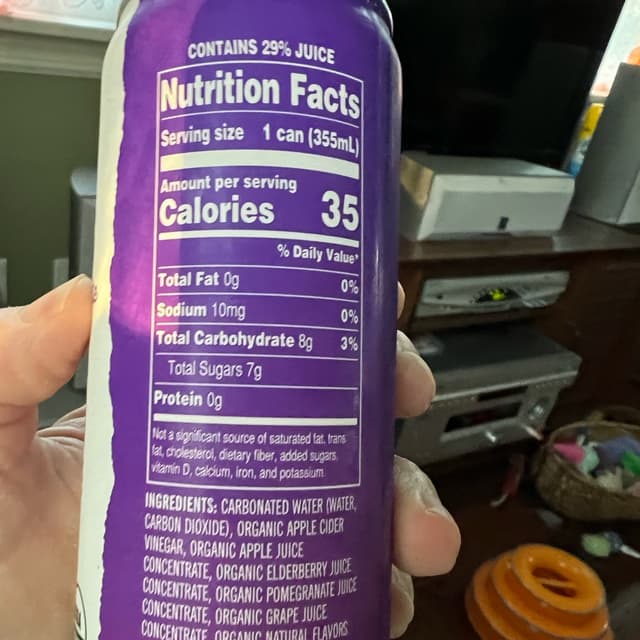 CONTAINS 29% JUICE
Nutrition Facts
Serving size 1 can (355mL)
Amount per serving
Calories 35
% Daily Value*
Total Fat 0g 0%
Sodium 10mg 0%
Total Carbohydrate 8g 3%
Total Sugars 7g
Protein 0g
Not a significant source of saturated fat, trans
fat, cholesterol, dietary fiber, added sugars,
vitamin D, calcium, iron, and potassium.
INGREDIENTS: CARBONATED WATER (WATER,
CARBON DIOXIDE), ORGANIC APPLE CIDER
VINEGAR, ORGANIC APPLE JUICE
CONCENTRATE, ORGANIC ELDERBERRY JUICE
CONCENTRATE, ORGANIC POMEGRANATE JUICE
CONCENTRATE, ORGANIC GRAPE JUICE
CONCENTRATE, ORGANIC NATURAL FLAVORS